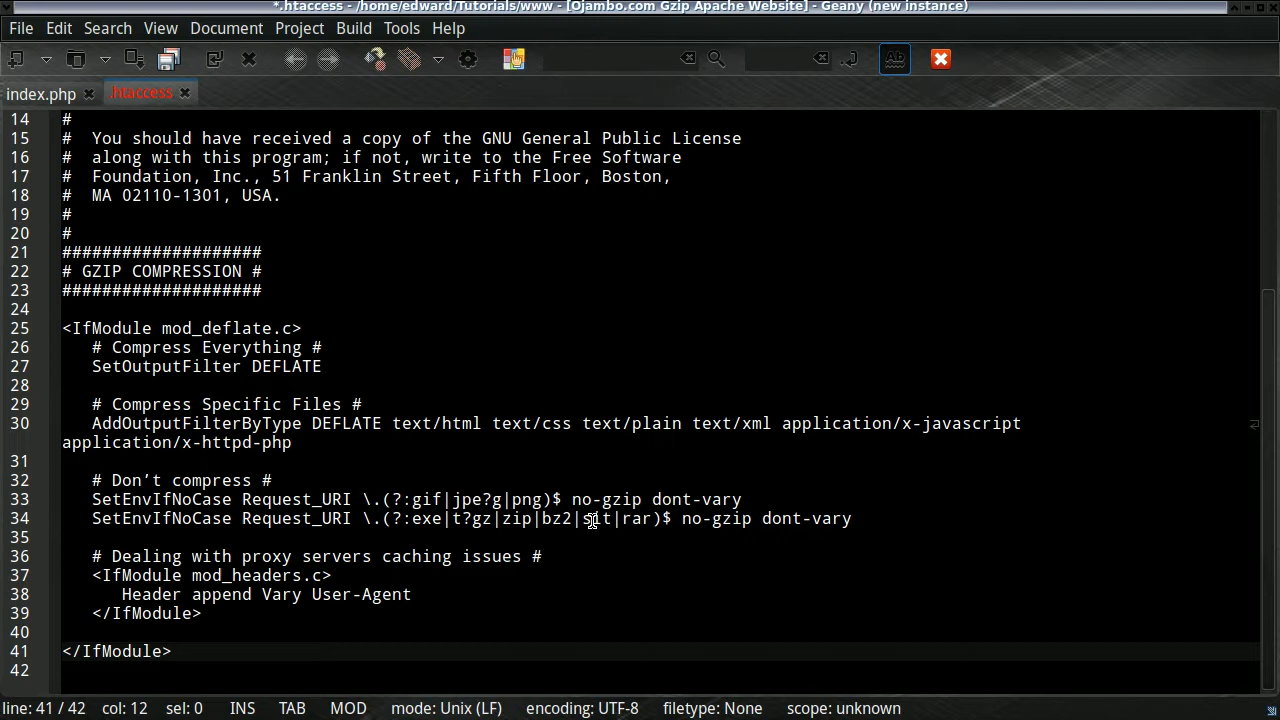 *.htaccess - /home/edward/Tutorials/www - [Ojambo.com Gzip Apache Website] - Geany (new instance)
File Edit Search View Document Project Build Tools Help
index.php .htaccess
14 #
15 #  You should have received a copy of the GNU General Public License
16 #  along with this program; if not, write to the Free Software
17 #  Foundation, Inc., 51 Franklin Street, Fifth Floor, Boston,
18 #  MA 02110-1301, USA.
19 #
20 #
21 ####################
22 # GZIP COMPRESSION #
23 ####################
24
25 <IfModule mod_deflate.c>
26    # Compress Everything #
27    SetOutputFilter DEFLATE
28
29    # Compress Specific Files #
30    AddOutputFilterByType DEFLATE text/html text/css text/plain text/xml application/x-javascript
application/x-httpd-php
31
32    # Don’t compress #
33    SetEnvIfNoCase Request_URI \.(?:gif|jpe?g|png)$ no-gzip dont-vary
34    SetEnvIfNoCase Request_URI \.(?:exe|t?gz|zip|bz2|sit|rar)$ no-gzip dont-vary
35
36    # Dealing with proxy servers caching issues #
37    <IfModule mod_headers.c>
38       Header append Vary User-Agent
39    </IfModule>
40
41 </IfModule>
42
line: 41 / 42 col: 12 sel: 0 INS TAB MOD mode: Unix (LF) encoding: UTF-8 filetype: None scope: unknown